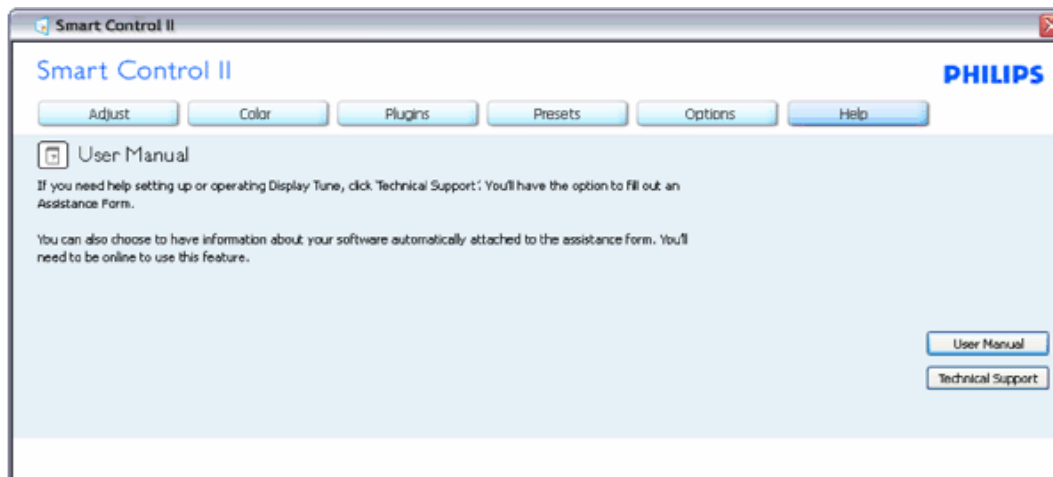 Smart Control II
Smart Control II
PHILIPS
Adjust Color Plugins Presets Options Help
User Manual
If you need help setting up or operating Display Tune, click Technical Support'. You'll have the option to fill out an
Assistance Form.
You can also choose to have information about your software automatically attached to the assistance form. You'll
need to be online to use this feature.
User Manual
Technical Support